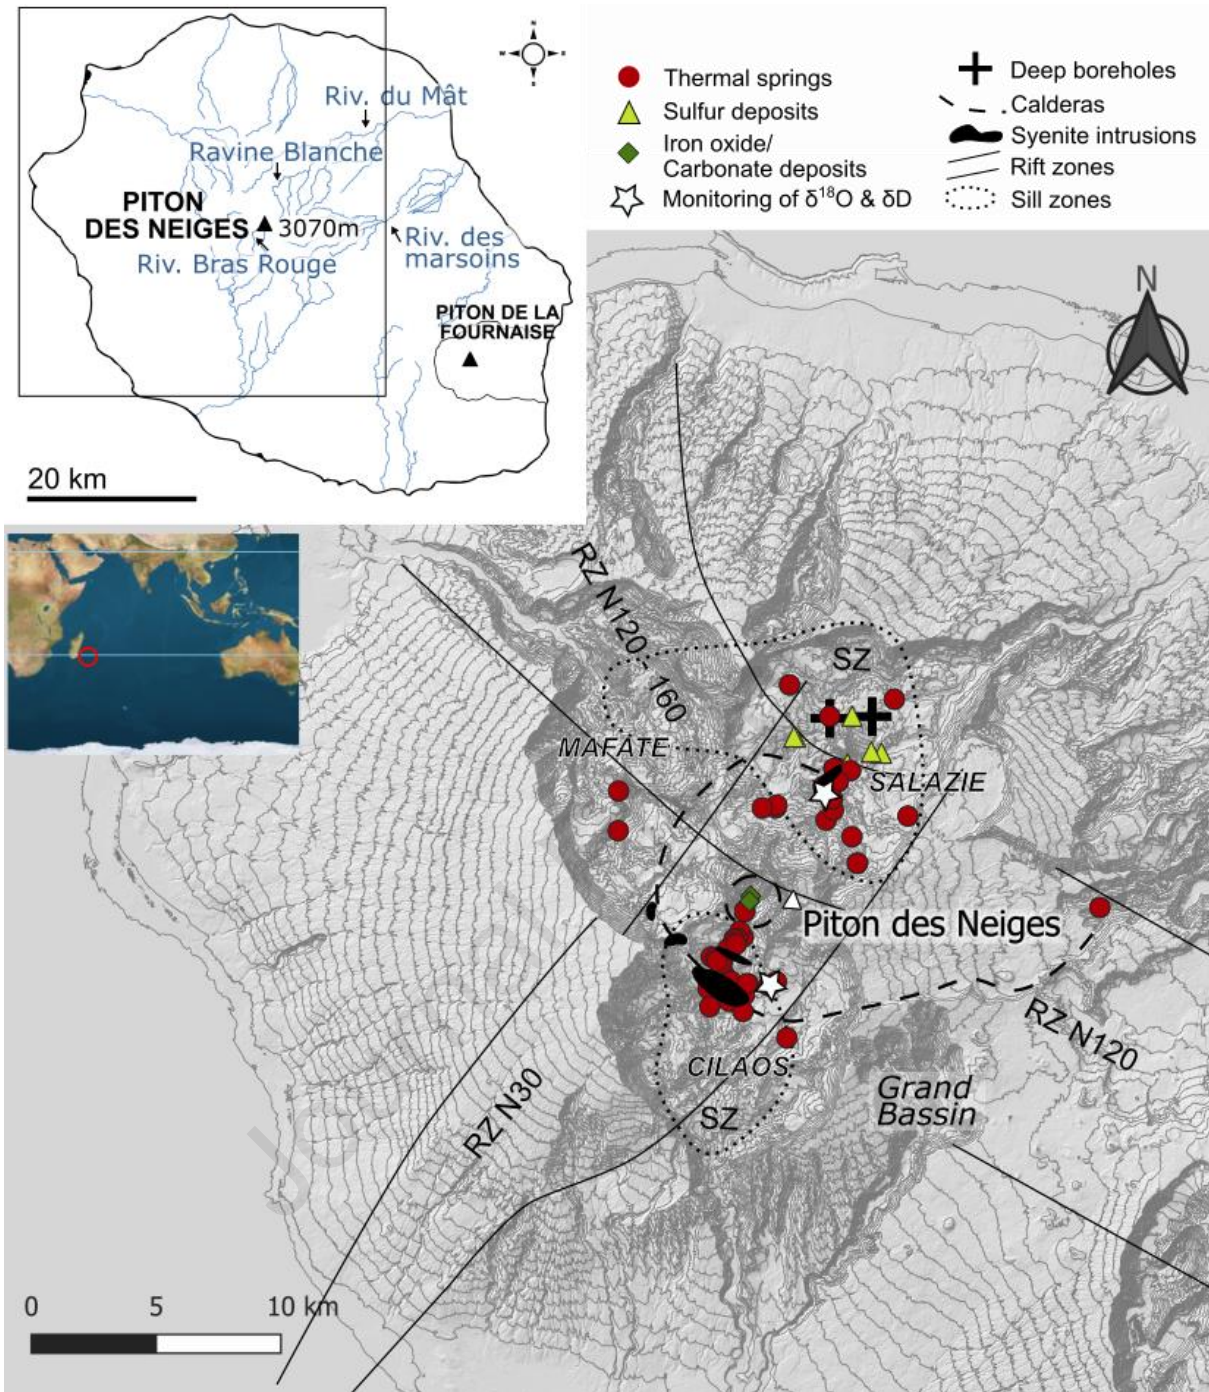 N
W
E
S
Riv. du Mât
Ravine Blanche
PITON
DES NEIGES
3070m
Riv. Bras Rouge
Riv. des
marsoins
PITON DE LA
FOURNAISE
20 km
Thermal springs
Sulfur deposits
Iron oxide/
Carbonate deposits
Monitoring of δ¹⁸O & δD
Deep boreholes
Calderas
Syenite intrusions
Rift zones
Sill zones
N
RZ N120 - 160
SZ
MAFATE
SALAZIE
Piton des Neiges
RZ N120
CILAOS
Grand
Bassin
SZ
RZ N30
0 5 10 km